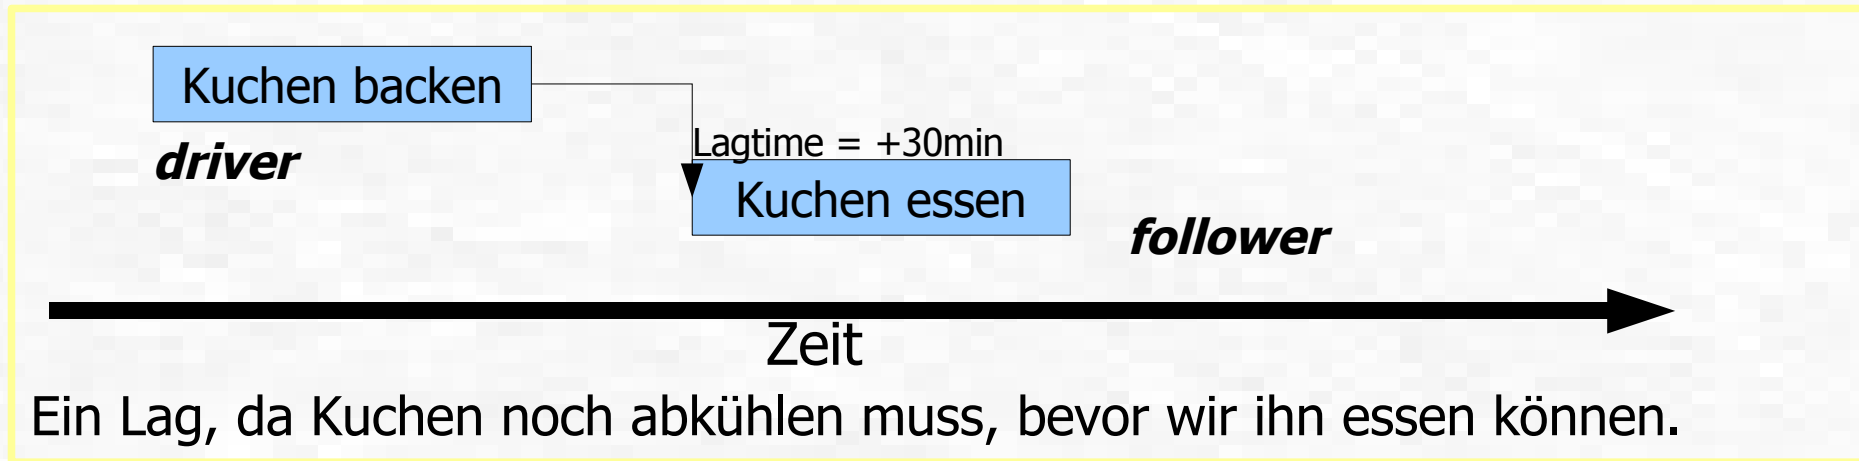 Kuchen backen
driver
Lagtime = +30min
Kuchen essen
follower
Zeit
Ein Lag, da Kuchen noch abkühlen muss, bevor wir ihn essen können.